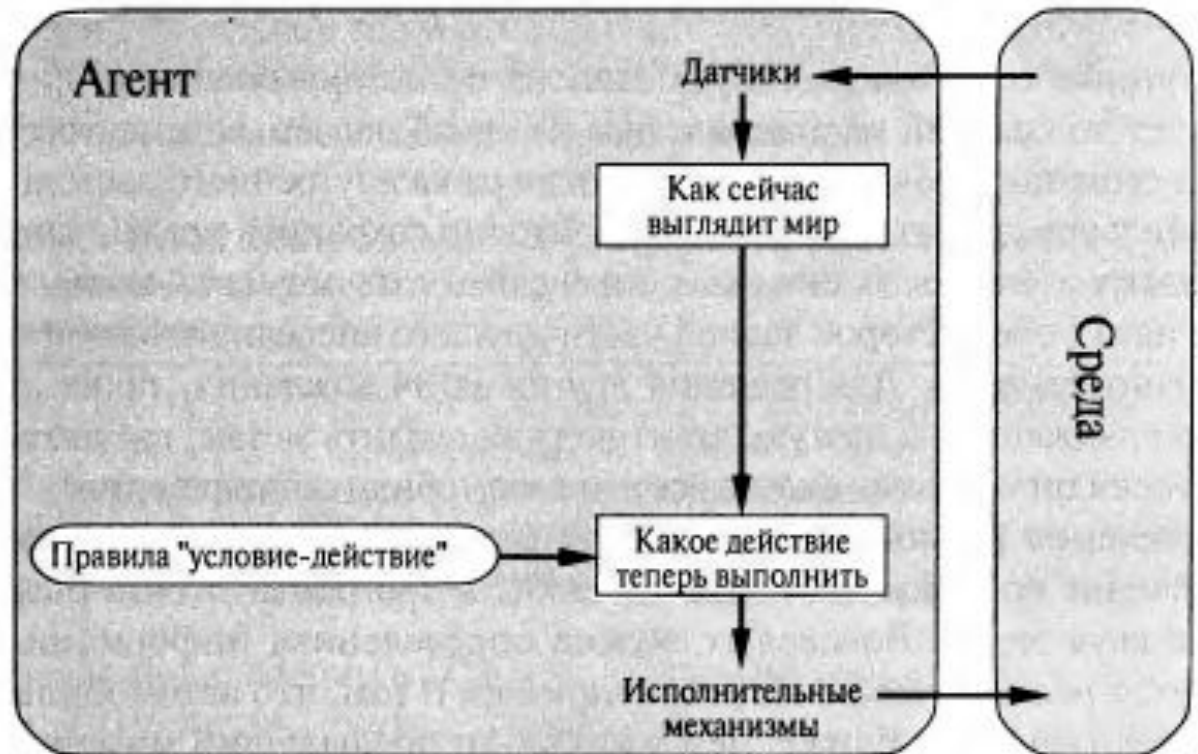 Агент
Датчики
Как сейчас
выглядит мир
Среда
Правила "условие-действие"
Какое действие
теперь выполнить
Исполнительные
механизмы